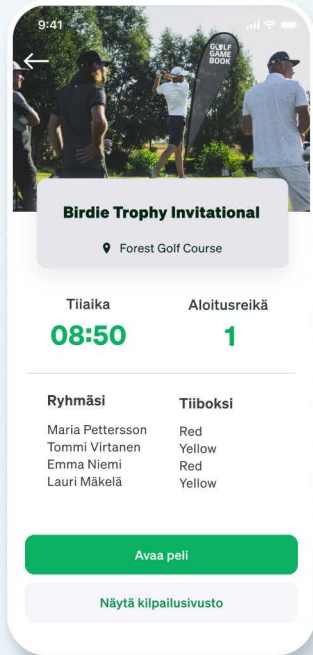 9:41
GOLF
GAME
BOOK
Birdie Trophy Invitational
Forest Golf Course
Tiiaika
Aloitusreikä
08:50
1
Ryhmäsi
Tiiboksi
Maria Pettersson
Red
Tommi Virtanen
Yellow
Emma Niemi
Red
Lauri Mäkelä
Yellow
Avaa peli
Näytä kilpailusivusto